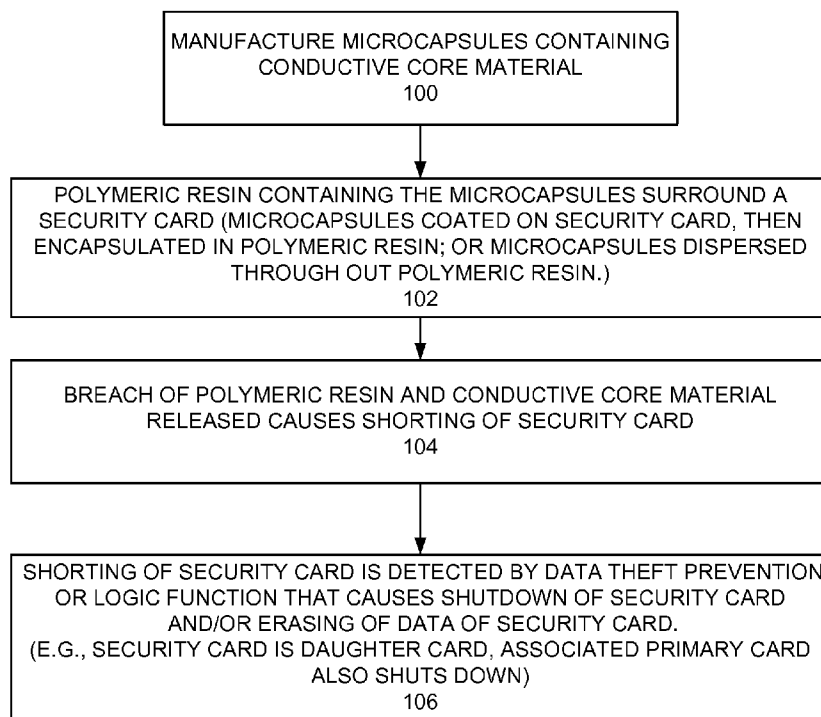 MANUFACTURE MICROCAPSULES CONTAINING
CONDUCTIVE CORE MATERIAL
100
POLYMERIC RESIN CONTAINING THE MICROCAPSULES SURROUND A
SECURITY CARD (MICROCAPSULES COATED ON SECURITY CARD, THEN
ENCAPSULATED IN POLYMERIC RESIN; OR MICROCAPSULES DISPERSED
THROUGH OUT POLYMERIC RESIN.)
102
BREACH OF POLYMERIC RESIN AND CONDUCTIVE CORE MATERIAL
RELEASED CAUSES SHORTING OF SECURITY CARD
104
SHORTING OF SECURITY CARD IS DETECTED BY DATA THEFT PREVENTION
OR LOGIC FUNCTION THAT CAUSES SHUTDOWN OF SECURITY CARD
AND/OR ERASING OF DATA OF SECURITY CARD.
(E.G., SECURITY CARD IS DAUGHTER CARD, ASSOCIATED PRIMARY CARD
ALSO SHUTS DOWN)
106